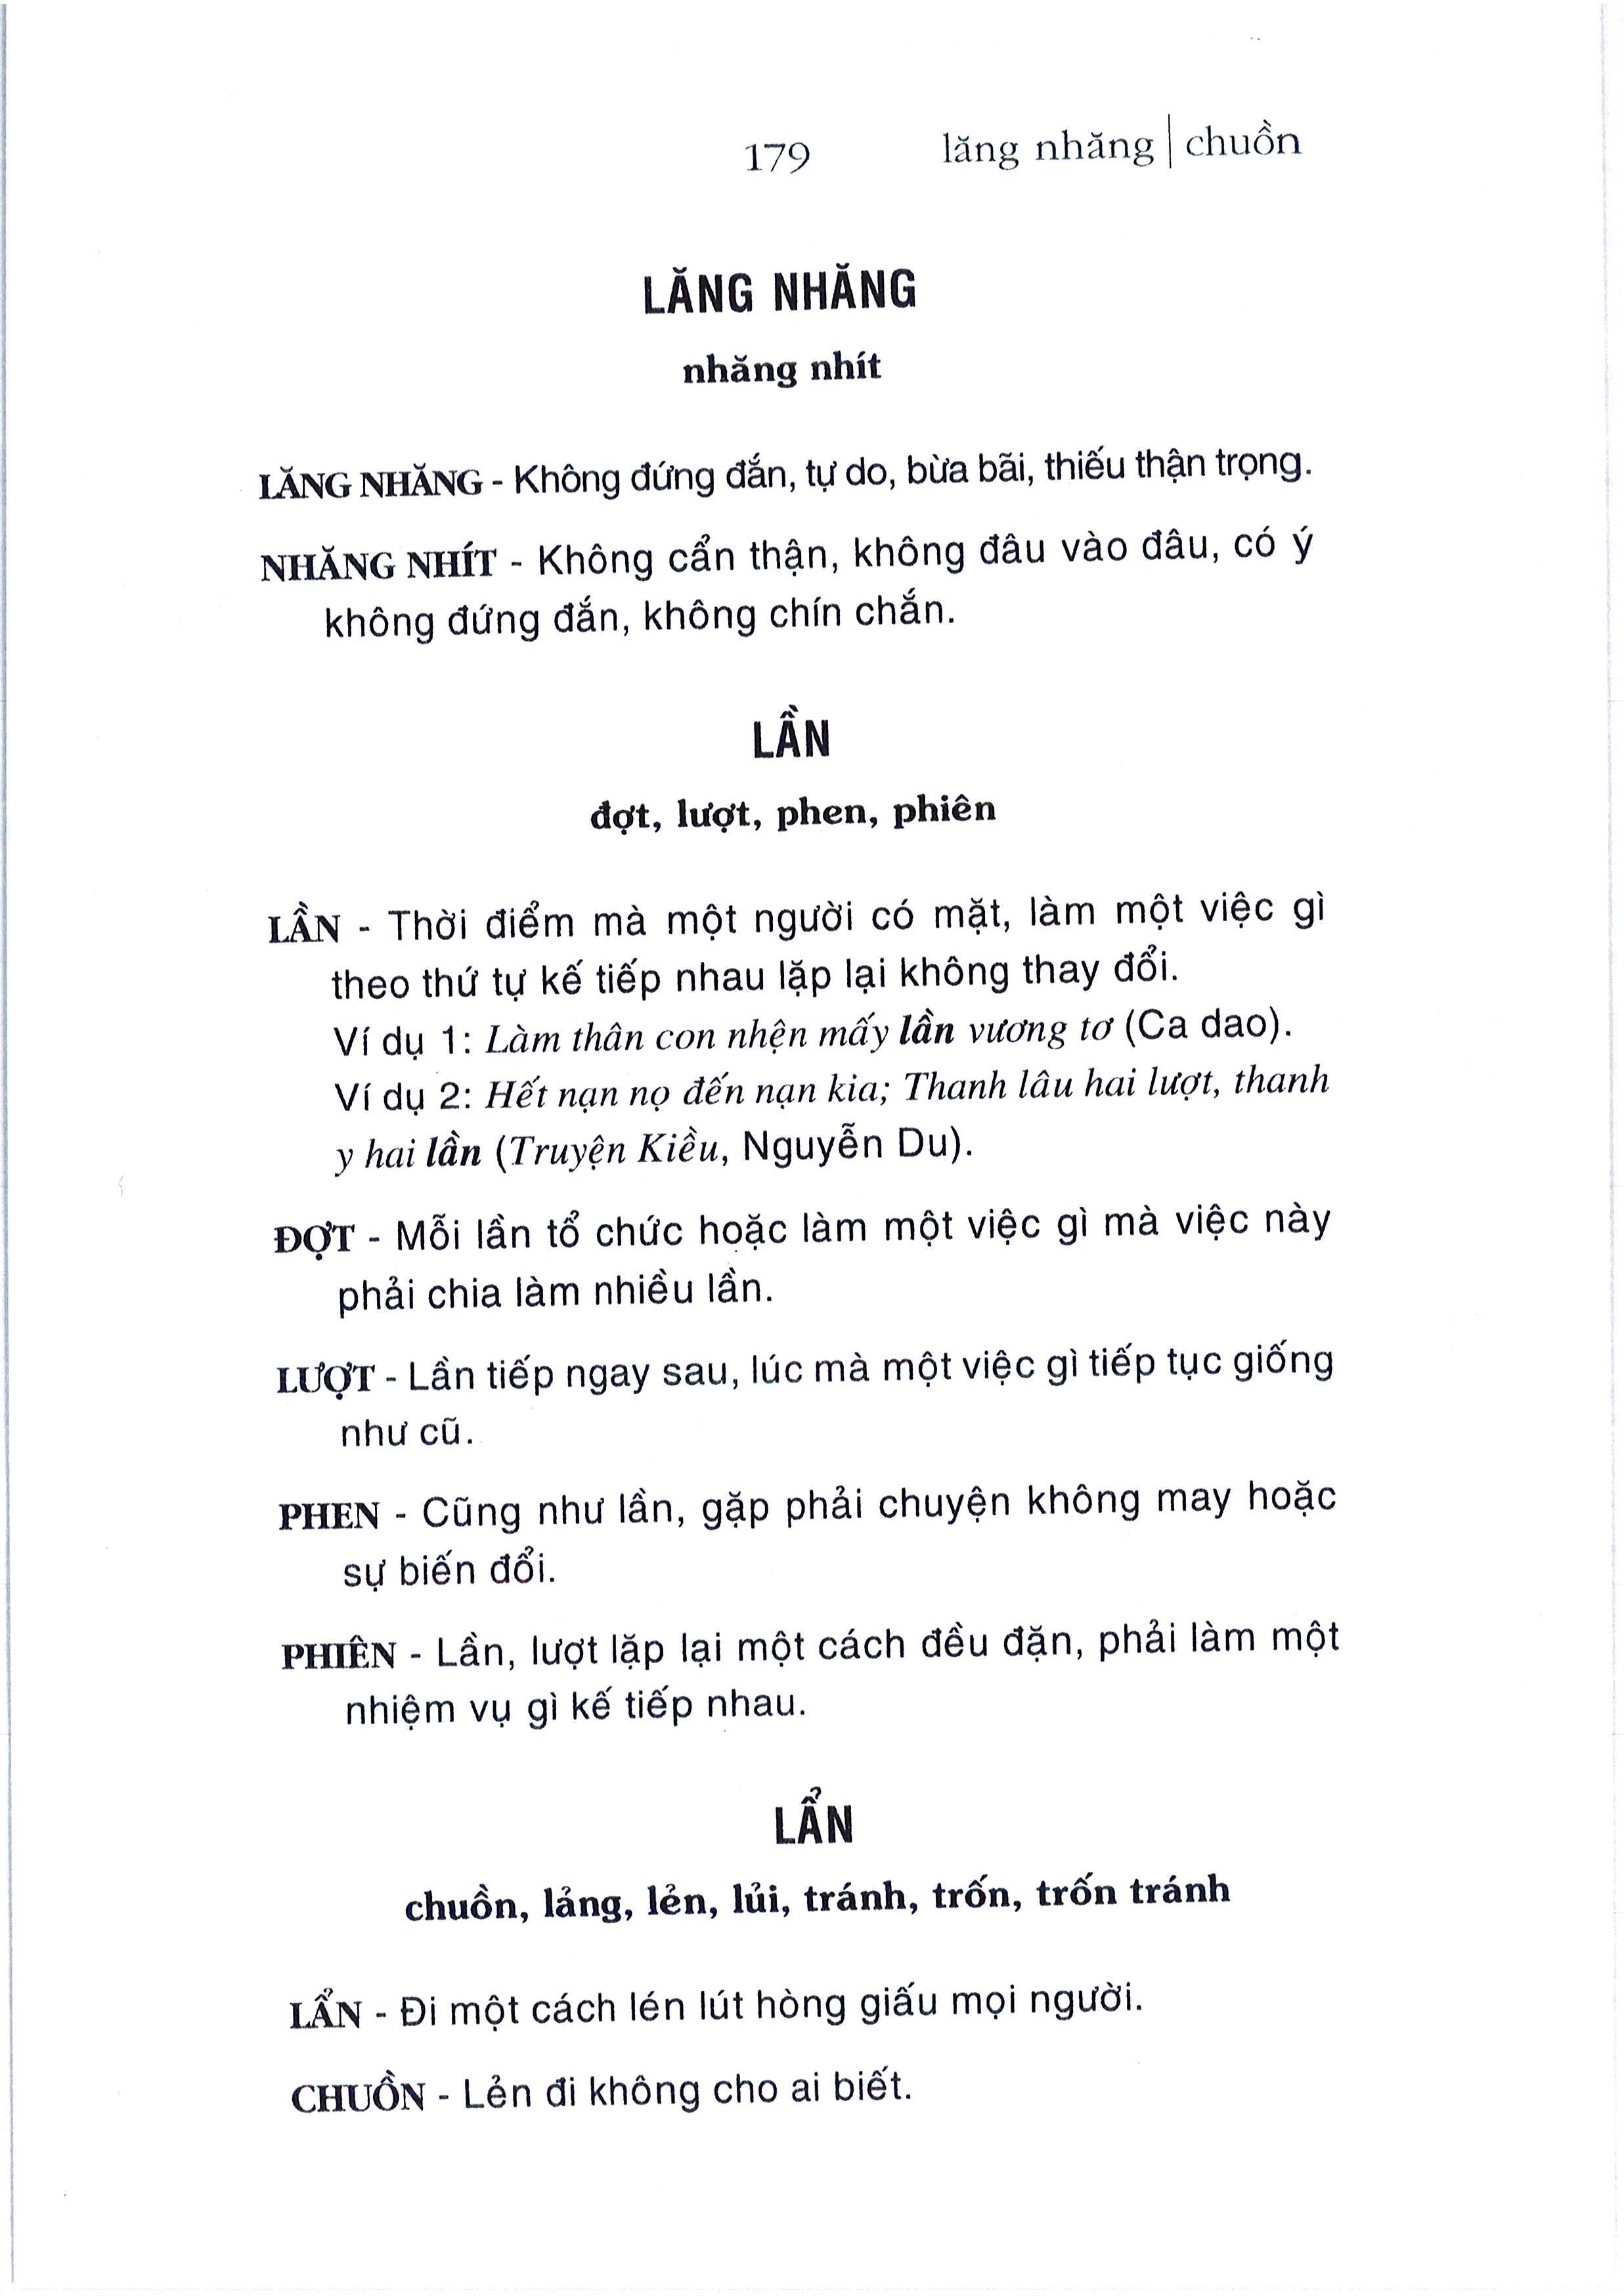 179 lăng nhăng | chuồn
LĂNG NHĂNG
nhăng nhít
LĂNG NHĂNG - Không đứng đắn, tự do, bừa bãi, thiếu thận trọng.
NHĂNG NHÍT - Không cẩn thận, không đâu vào đâu, có ý
không đứng đắn, không chín chắn.
LẦN
đợt, lượt, phen, phiên
LẦN - Thời điểm mà một người có mặt, làm một việc gì
theo thứ tự kế tiếp nhau lặp lại không thay đổi.
Ví dụ 1: Làm thân con nhện mấy lần vương tơ (Ca dao).
Ví dụ 2: Hết nạn nọ đến nạn kia; Thanh lâu hai lượt, thanh
y hai lần (Truyện Kiều, Nguyễn Du).
ĐỢT - Mỗi lần tổ chức hoặc làm một việc gì mà việc này
phải chia làm nhiều lần.
LƯỢT - Lần tiếp ngay sau, lúc mà một việc gì tiếp tục giống
như cũ.
PHEN - Cũng như lần, gặp phải chuyện không may hoặc
sự biến đổi.
PHIÊN - Lần, lượt lặp lại một cách đều đặn, phải làm một
nhiệm vụ gì kế tiếp nhau.
LẨN
chuồn, lảng, lẻn, lủi, tránh, trốn, trốn tránh
LẨN - Đi một cách lén lút hòng giấu mọi người.
CHUỒN - Lẻn đi không cho ai biết.